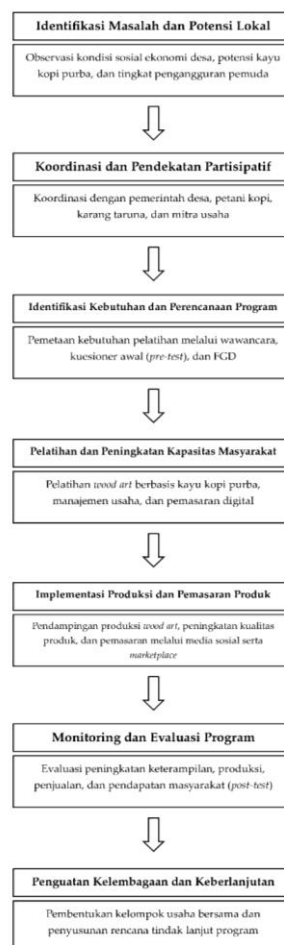 Identifikasi Masalah dan Potensi Lokal
Observasi kondisi sosial ekonomi desa, potensi kayu
kopi purba, dan tingkat pengangguran pemuda
Koordinasi dan Pendekatan Partisipatif
Koordinasi dengan pemerintah desa, petani kopi,
karang taruna, dan mitra usaha
Identifikasi Kebutuhan dan Perencanaan Program
Pemetaan kebutuhan pelatihan melalui wawancara,
kuesioner awal (pre-test), dan FGD
Pelatihan dan Peningkatan Kapasitas Masyarakat
Pelatihan wood art berbasis kayu kopi purba,
manajemen usaha, dan pemasaran digital
Implementasi Produksi dan Pemasaran Produk
Pendampingan produksi wood art, peningkatan kualitas
produk, dan pemasaran melalui media sosial serta
marketplace
Monitoring dan Evaluasi Program
Evaluasi peningkatan keterampilan, produksi,
penjualan, dan pendapatan masyarakat (post-test)
Penguatan Kelembagaan dan Keberlanjutan
Pembentukan kelompok usaha bersama dan
penyusunan rencana tindak lanjut program